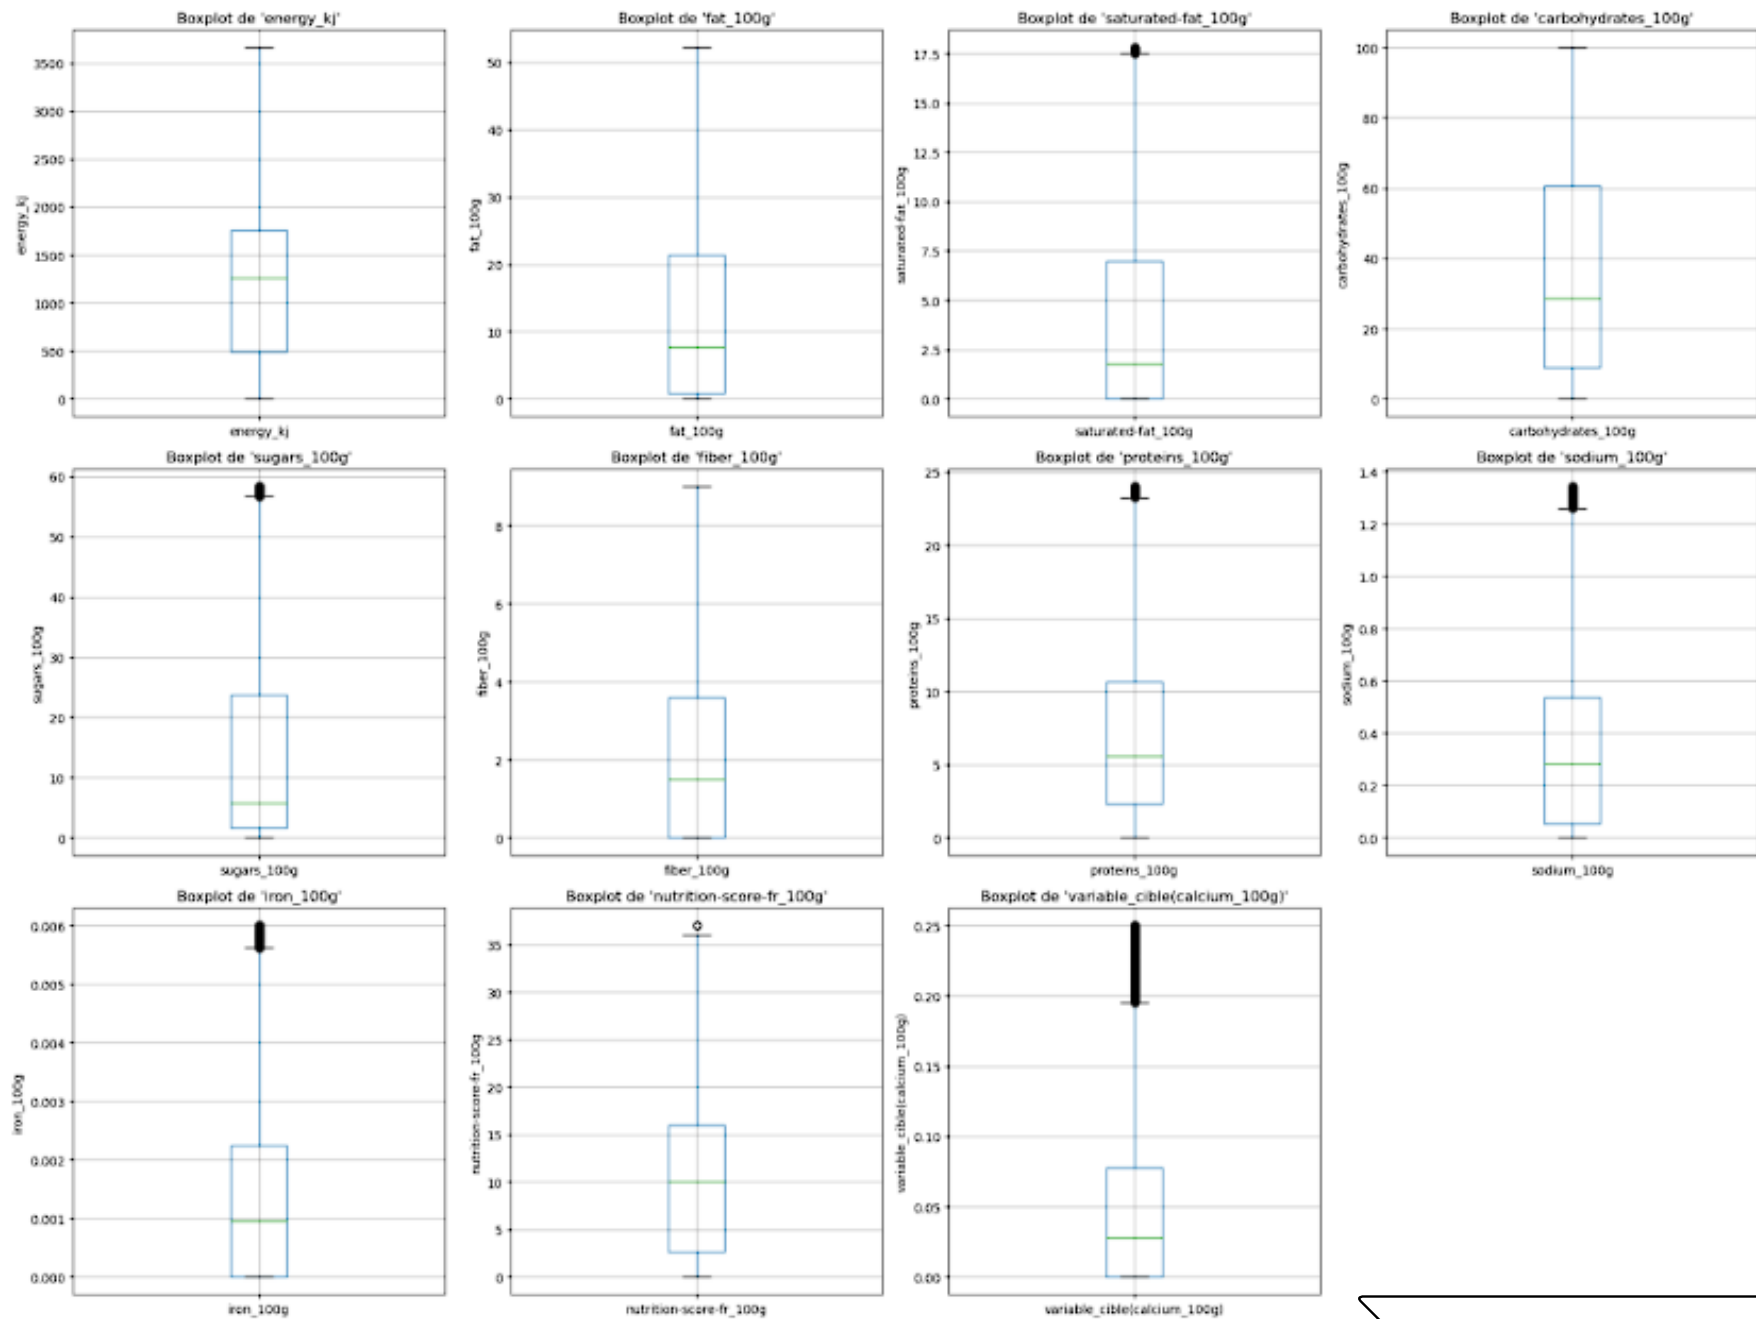 Boxplot de 'energy_kj'
energy_kj
3500
3000
2500
2000
1500
1000
500
0
energy_kj
Boxplot de 'fat_100g'
fat_100g
50
40
30
20
10
0
fat_100g
Boxplot de 'saturated-fat_100g'
saturated-fat_100g
17.5
15.0
12.5
10.0
7.5
5.0
2.5
0.0
saturated-fat_100g
Boxplot de 'carbohydrates_100g'
carbohydrates_100g
100
80
60
40
20
0
carbohydrates_100g
Boxplot de 'sugars_100g'
sugars_100g
60
50
40
30
20
10
0
sugars_100g
Boxplot de 'fiber_100g'
fiber_100g
8
6
4
2
0
fiber_100g
Boxplot de 'proteins_100g'
proteins_100g
25
20
15
10
5
0
proteins_100g
Boxplot de 'sodium_100g'
sodium_100g
1.4
1.2
1.0
0.8
0.6
0.4
0.2
0.0
sodium_100g
Boxplot de 'iron_100g'
iron_100g
0.006
0.005
0.004
0.003
0.002
0.001
0.000
iron_100g
Boxplot de 'nutrition-score-fr_100g'
nutrition-score-fr_100g
35
30
25
20
15
10
5
0
nutrition-score-fr_100g
Boxplot de 'variable_cible(calcium_100g)'
variable_cible(calcium_100g)
0.25
0.20
0.15
0.10
0.05
0.00
variable_cible(calcium_100g)